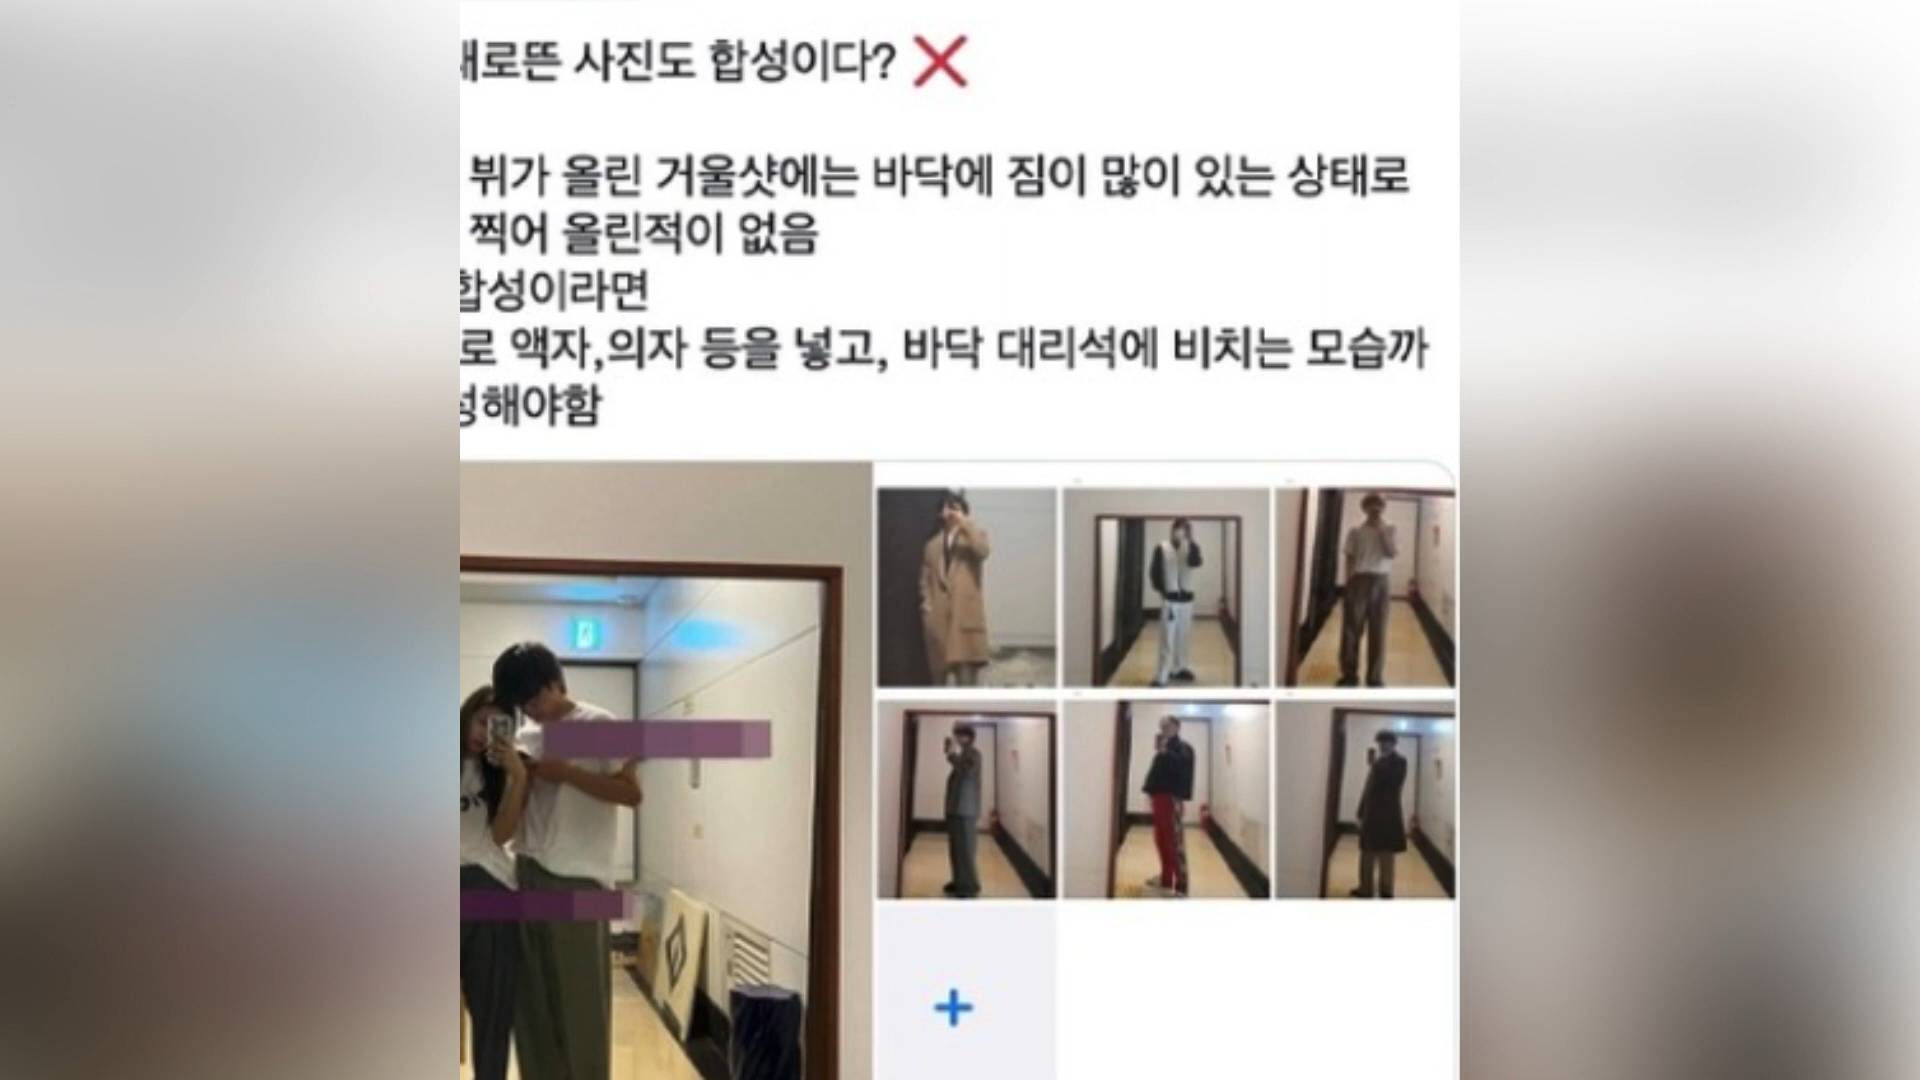 새로뜬 사진도 합성이다? ❌
뷔가 올린 거울샷에는 바닥에 짐이 많이 있는 상태로
찍어 올린적이 없음
합성이라면
로 액자,의자 등을 넣고, 바닥 대리석에 비치는 모습까
성해야함